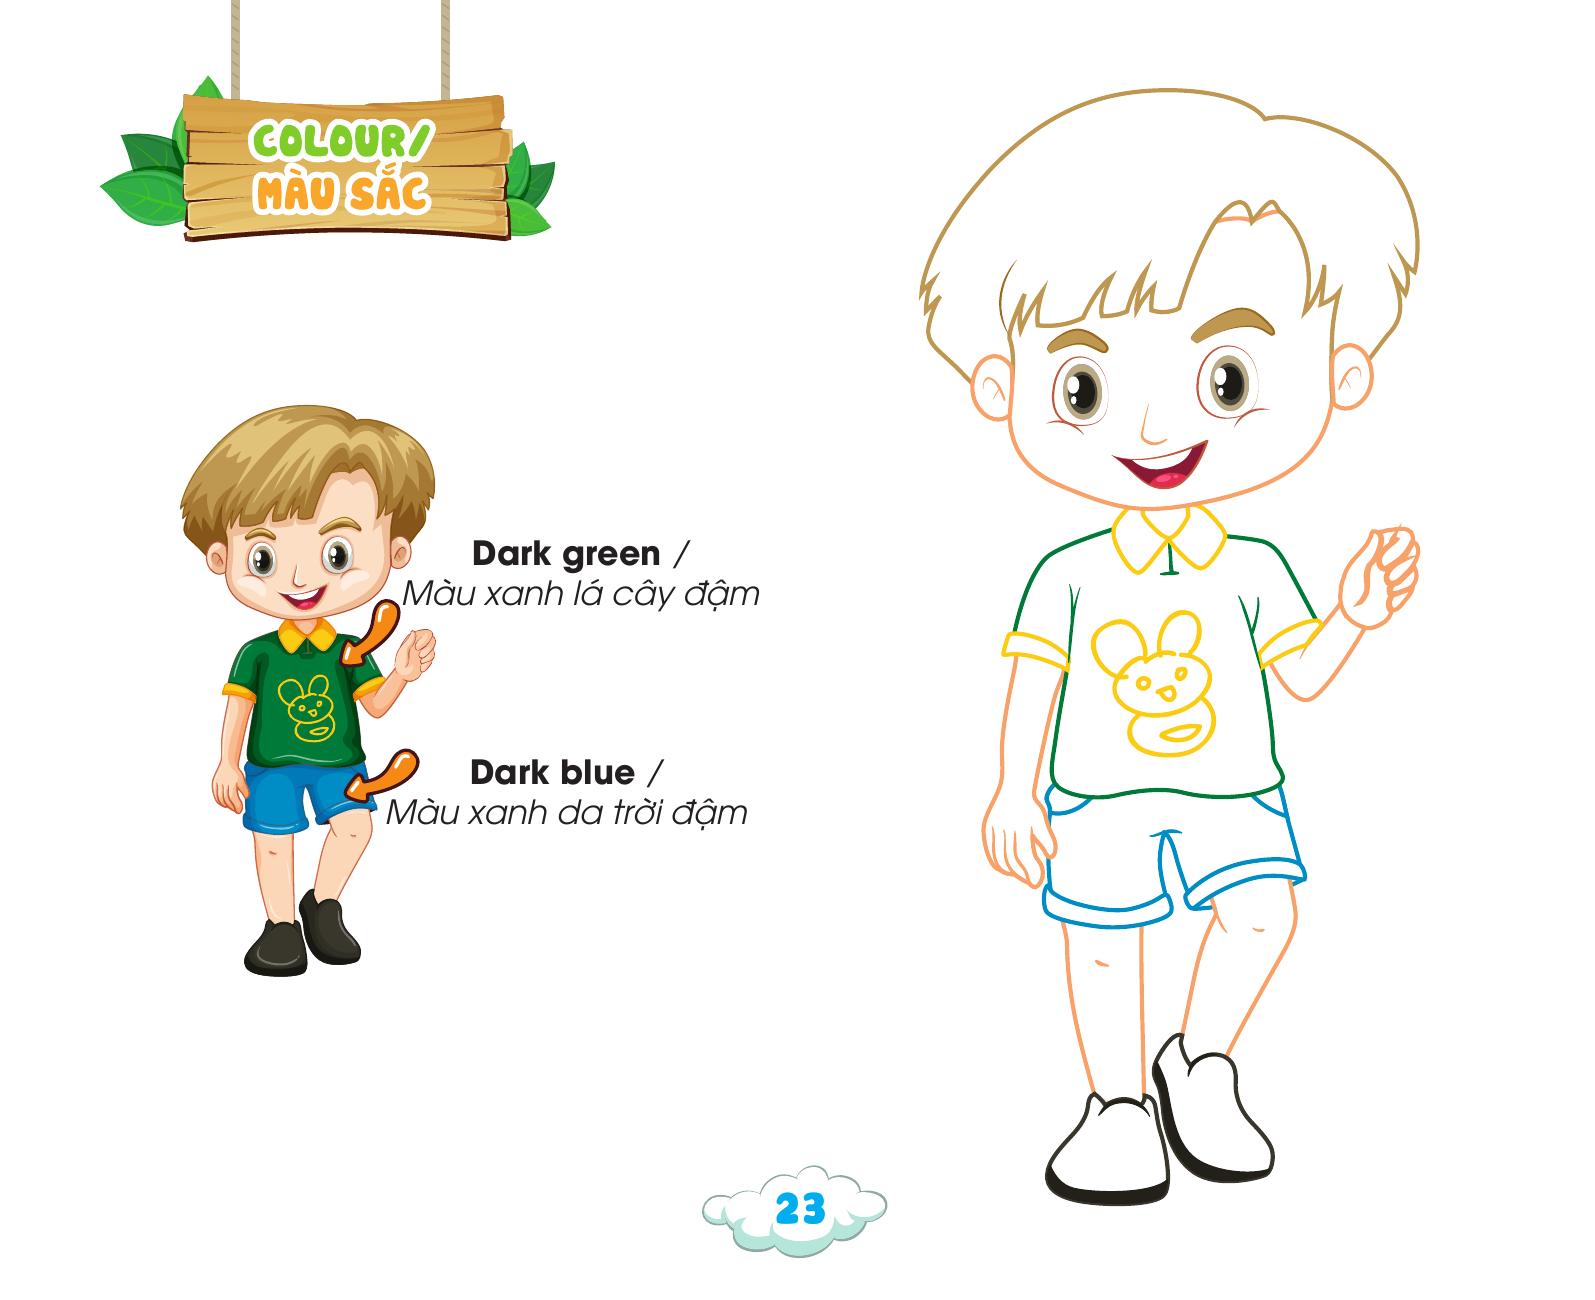 COLOUR/
MÀU SẮC
Dark green /
Màu xanh lá cây đậm
Dark blue /
Màu xanh da trời đậm
23